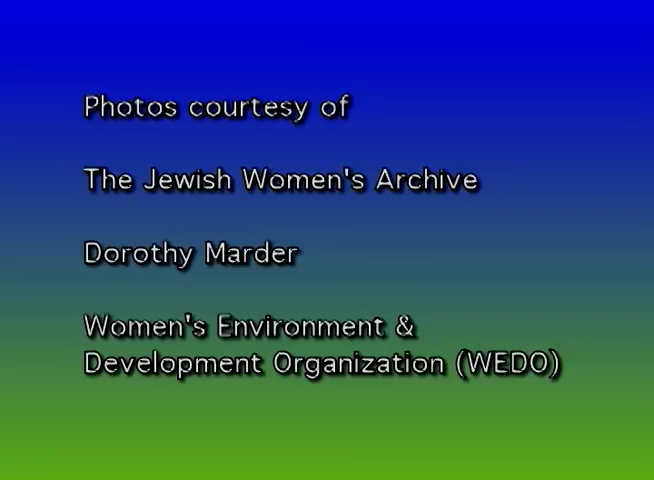 Photos courtesy of
The Jewish Women's Archive
Dorothy Marder
Women's Environment &
Development Organization (WEDO)